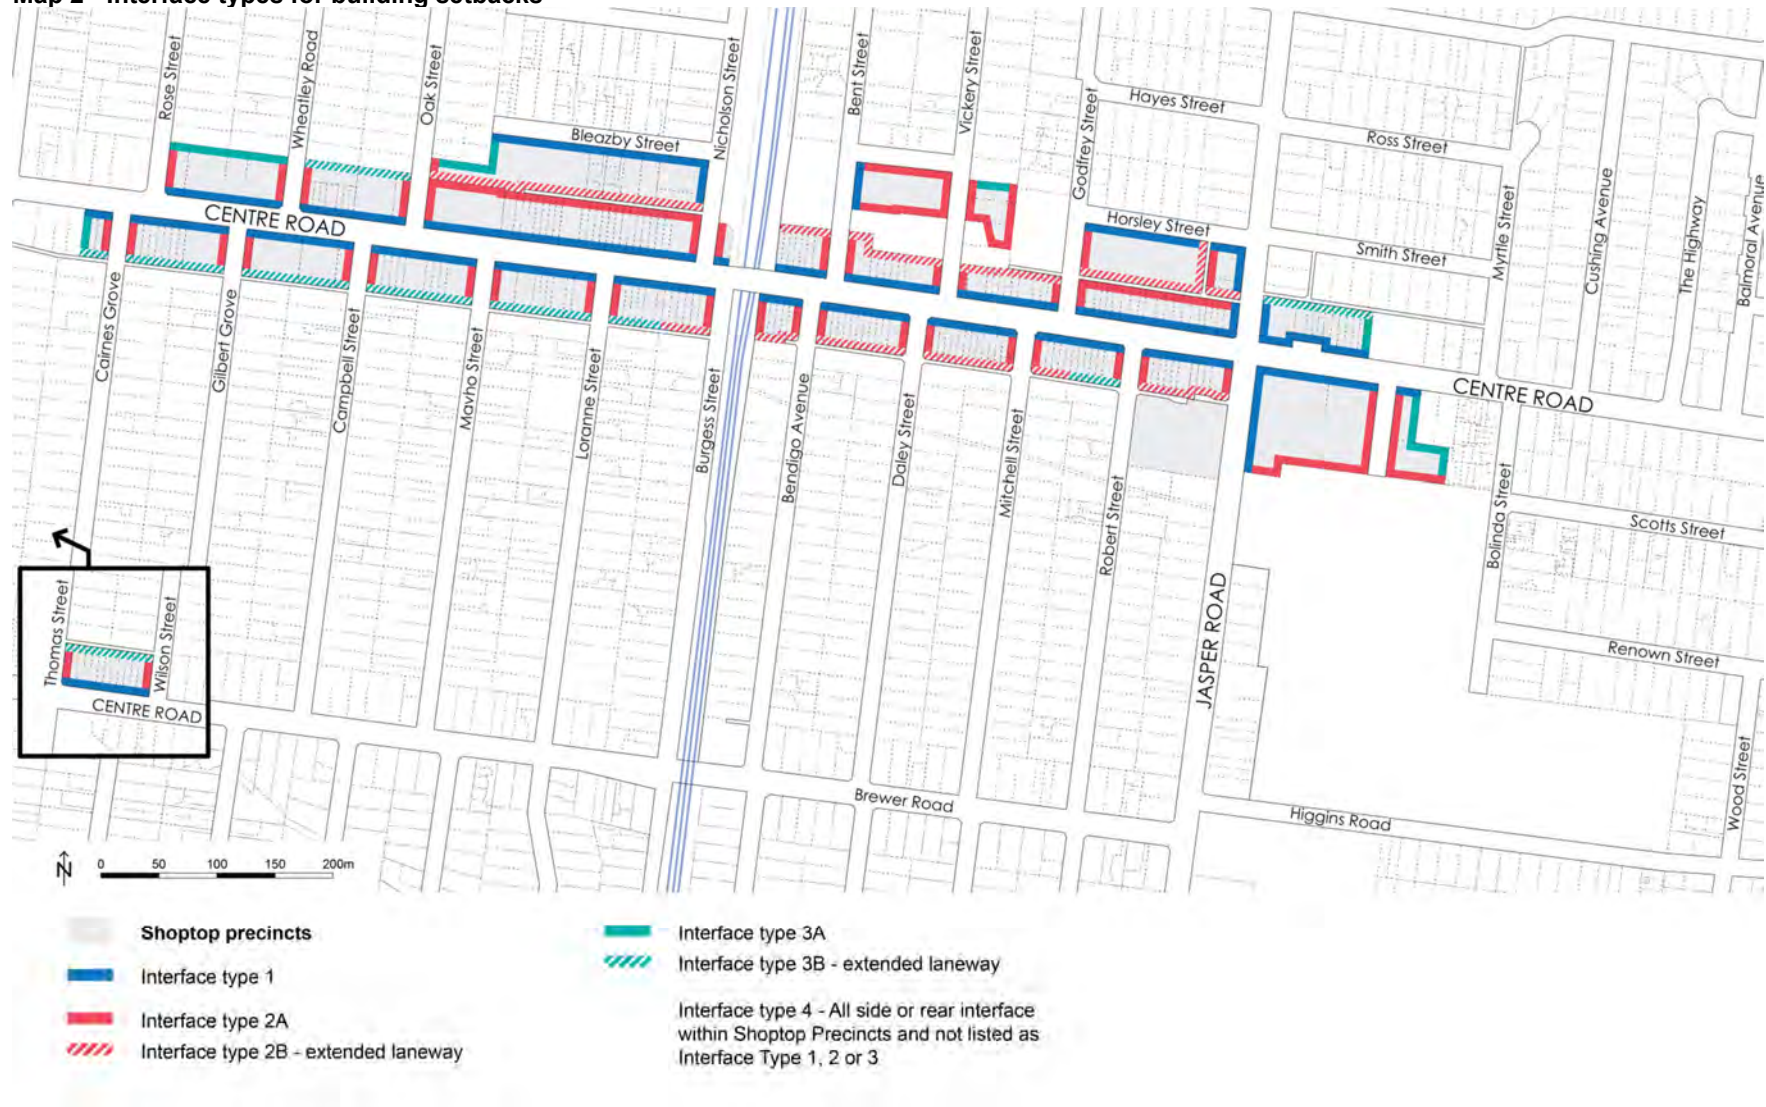 Map 2 - Interface types for building setbacks
Rose Street
Wheatley Road
Oak Street
Bleazby Street
Nicholson Street
Bent Street
Vickery Street
Godfrey Street
Hayes Street
Ross Street
Horsley Street
Smith Street
Myrtle Street
Cushing Avenue
The Highway
Balmoral Avenue
CENTRE ROAD
CENTRE ROAD
Cairnes Grove
Gilbert Grove
Campbell Street
Mavho Street
Loranne Street
Burgess Street
Bendigo Avenue
Daley Street
Mitchell Street
Robert Street
JASPER ROAD
Bolinda Street
Scotts Street
Renown Street
Wood Street
Thomas Street
Wilson Street
CENTRE ROAD
Brewer Road
Higgins Road
N
0 50 100 150 200m
Shoptop precincts
Interface type 1
Interface type 2A
Interface type 2B - extended laneway
Interface type 3A
Interface type 3B - extended laneway
Interface type 4 - All side or rear interface
within Shoptop Precincts and not listed as
Interface Type 1, 2 or 3